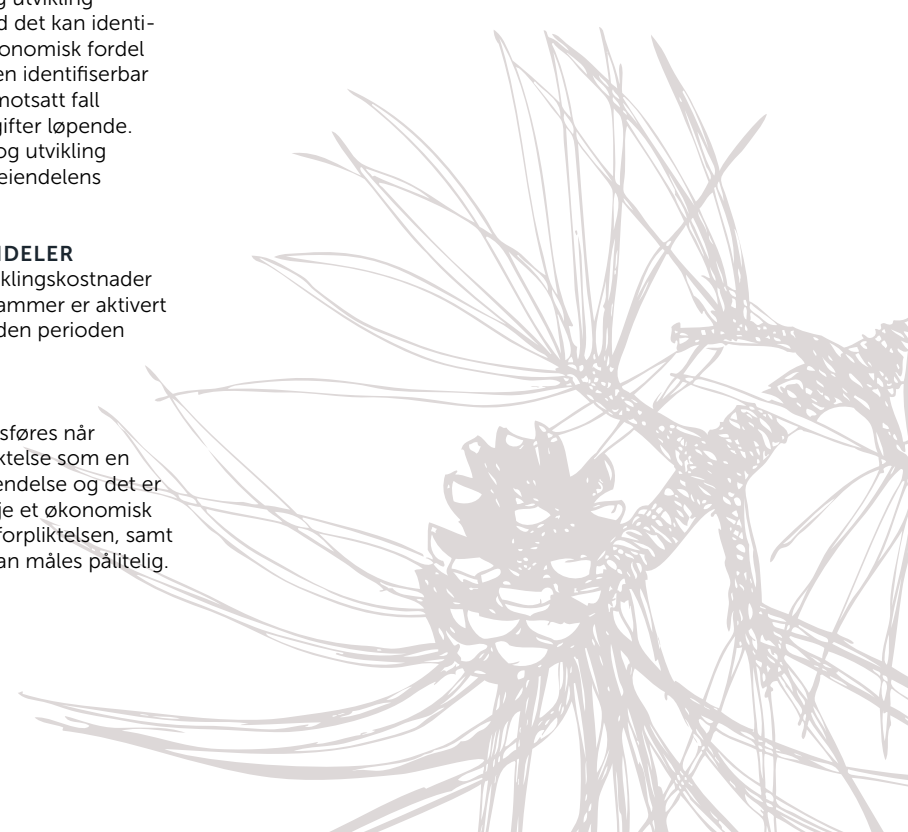 g utvikling
d det kan identi-
onomisk fordel
en identifiserbar
motsatt fall
gifter løpende.
og utvikling
eiendelens
NDELER
klingskostnader
ammer er aktivert
den perioden
sføres når
ktelse som en
endelse og det er
je et økonomisk
forpliktelsen, samt
an måles pålitelig.